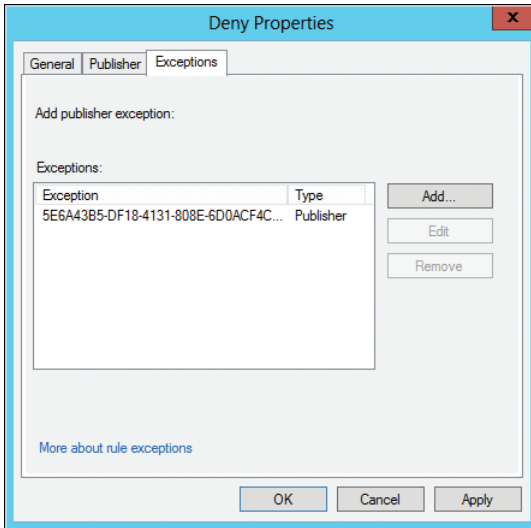 Deny Properties
x
General Publisher Exceptions
Add publisher exception:
Exceptions:
Exception Type
5E6A43B5-DF18-4131-808E-6D0ACF4C... Publisher
Add...
Edit
Remove
More about rule exceptions
OK Cancel Apply